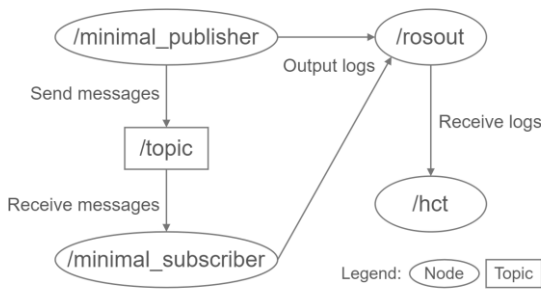 /minimal_publisher
/rosout
Output logs
Send messages
/topic
Receive logs
Receive messages
/hct
/minimal_subscriber
Legend: Node Topic